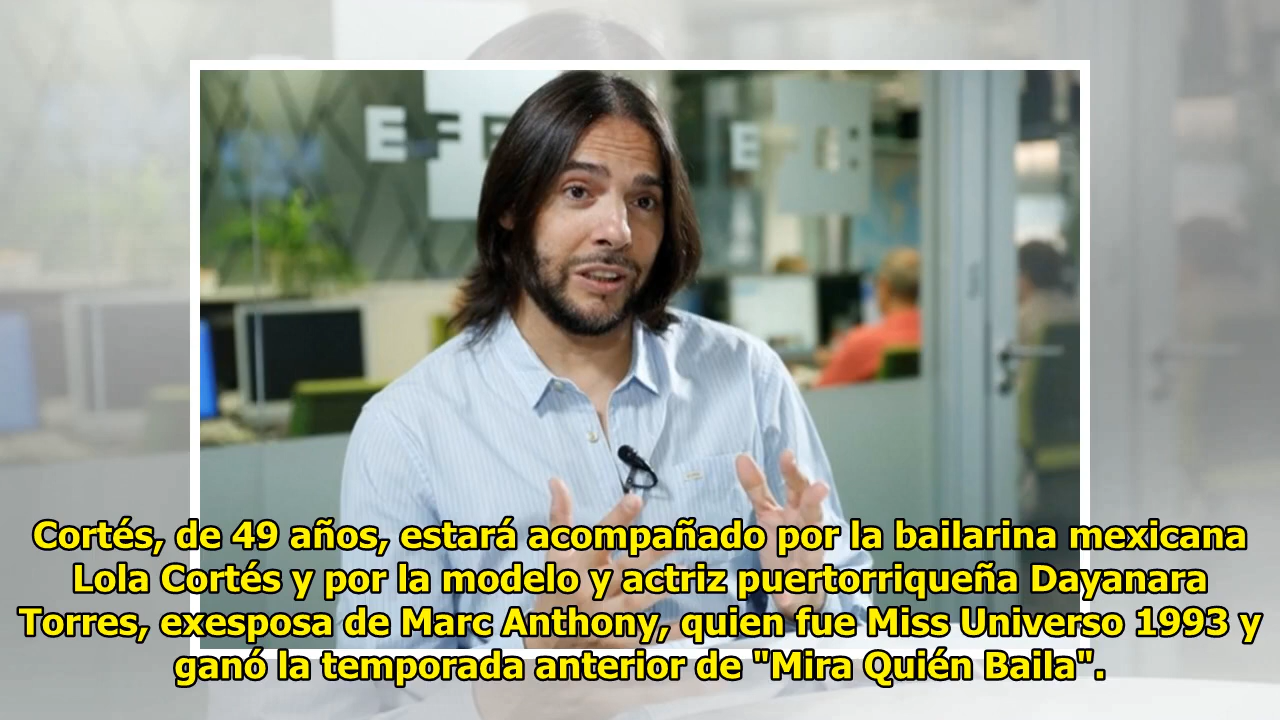 EFE
E
Cortés, de 49 años, estará acompañado por la bailarina mexicana
Lola Cortés y por la modelo y actriz puertorriqueña Dayanara
Torres, exesposa de Marc Anthony, quien fue Miss Universo 1993 y
ganó la temporada anterior de "Mira Quién Baila".